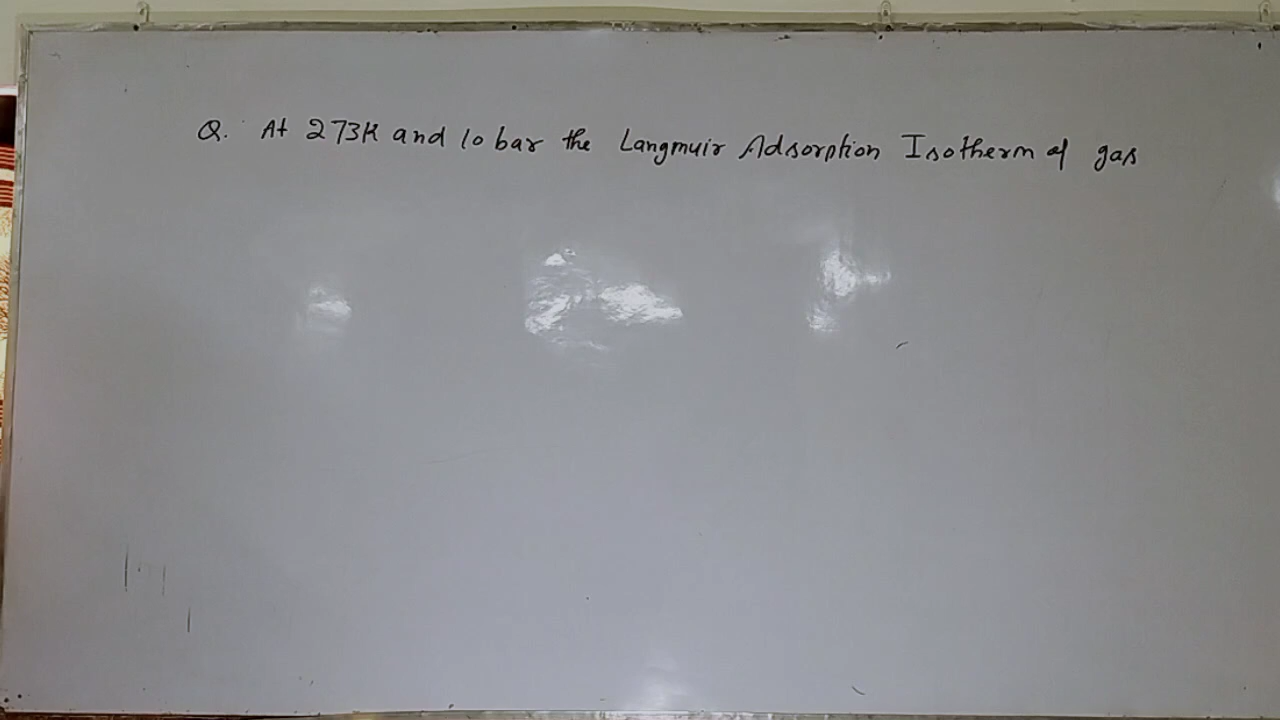 Q. At 273K and 10 bar the Langmuir Adsorption Isotherm of gas